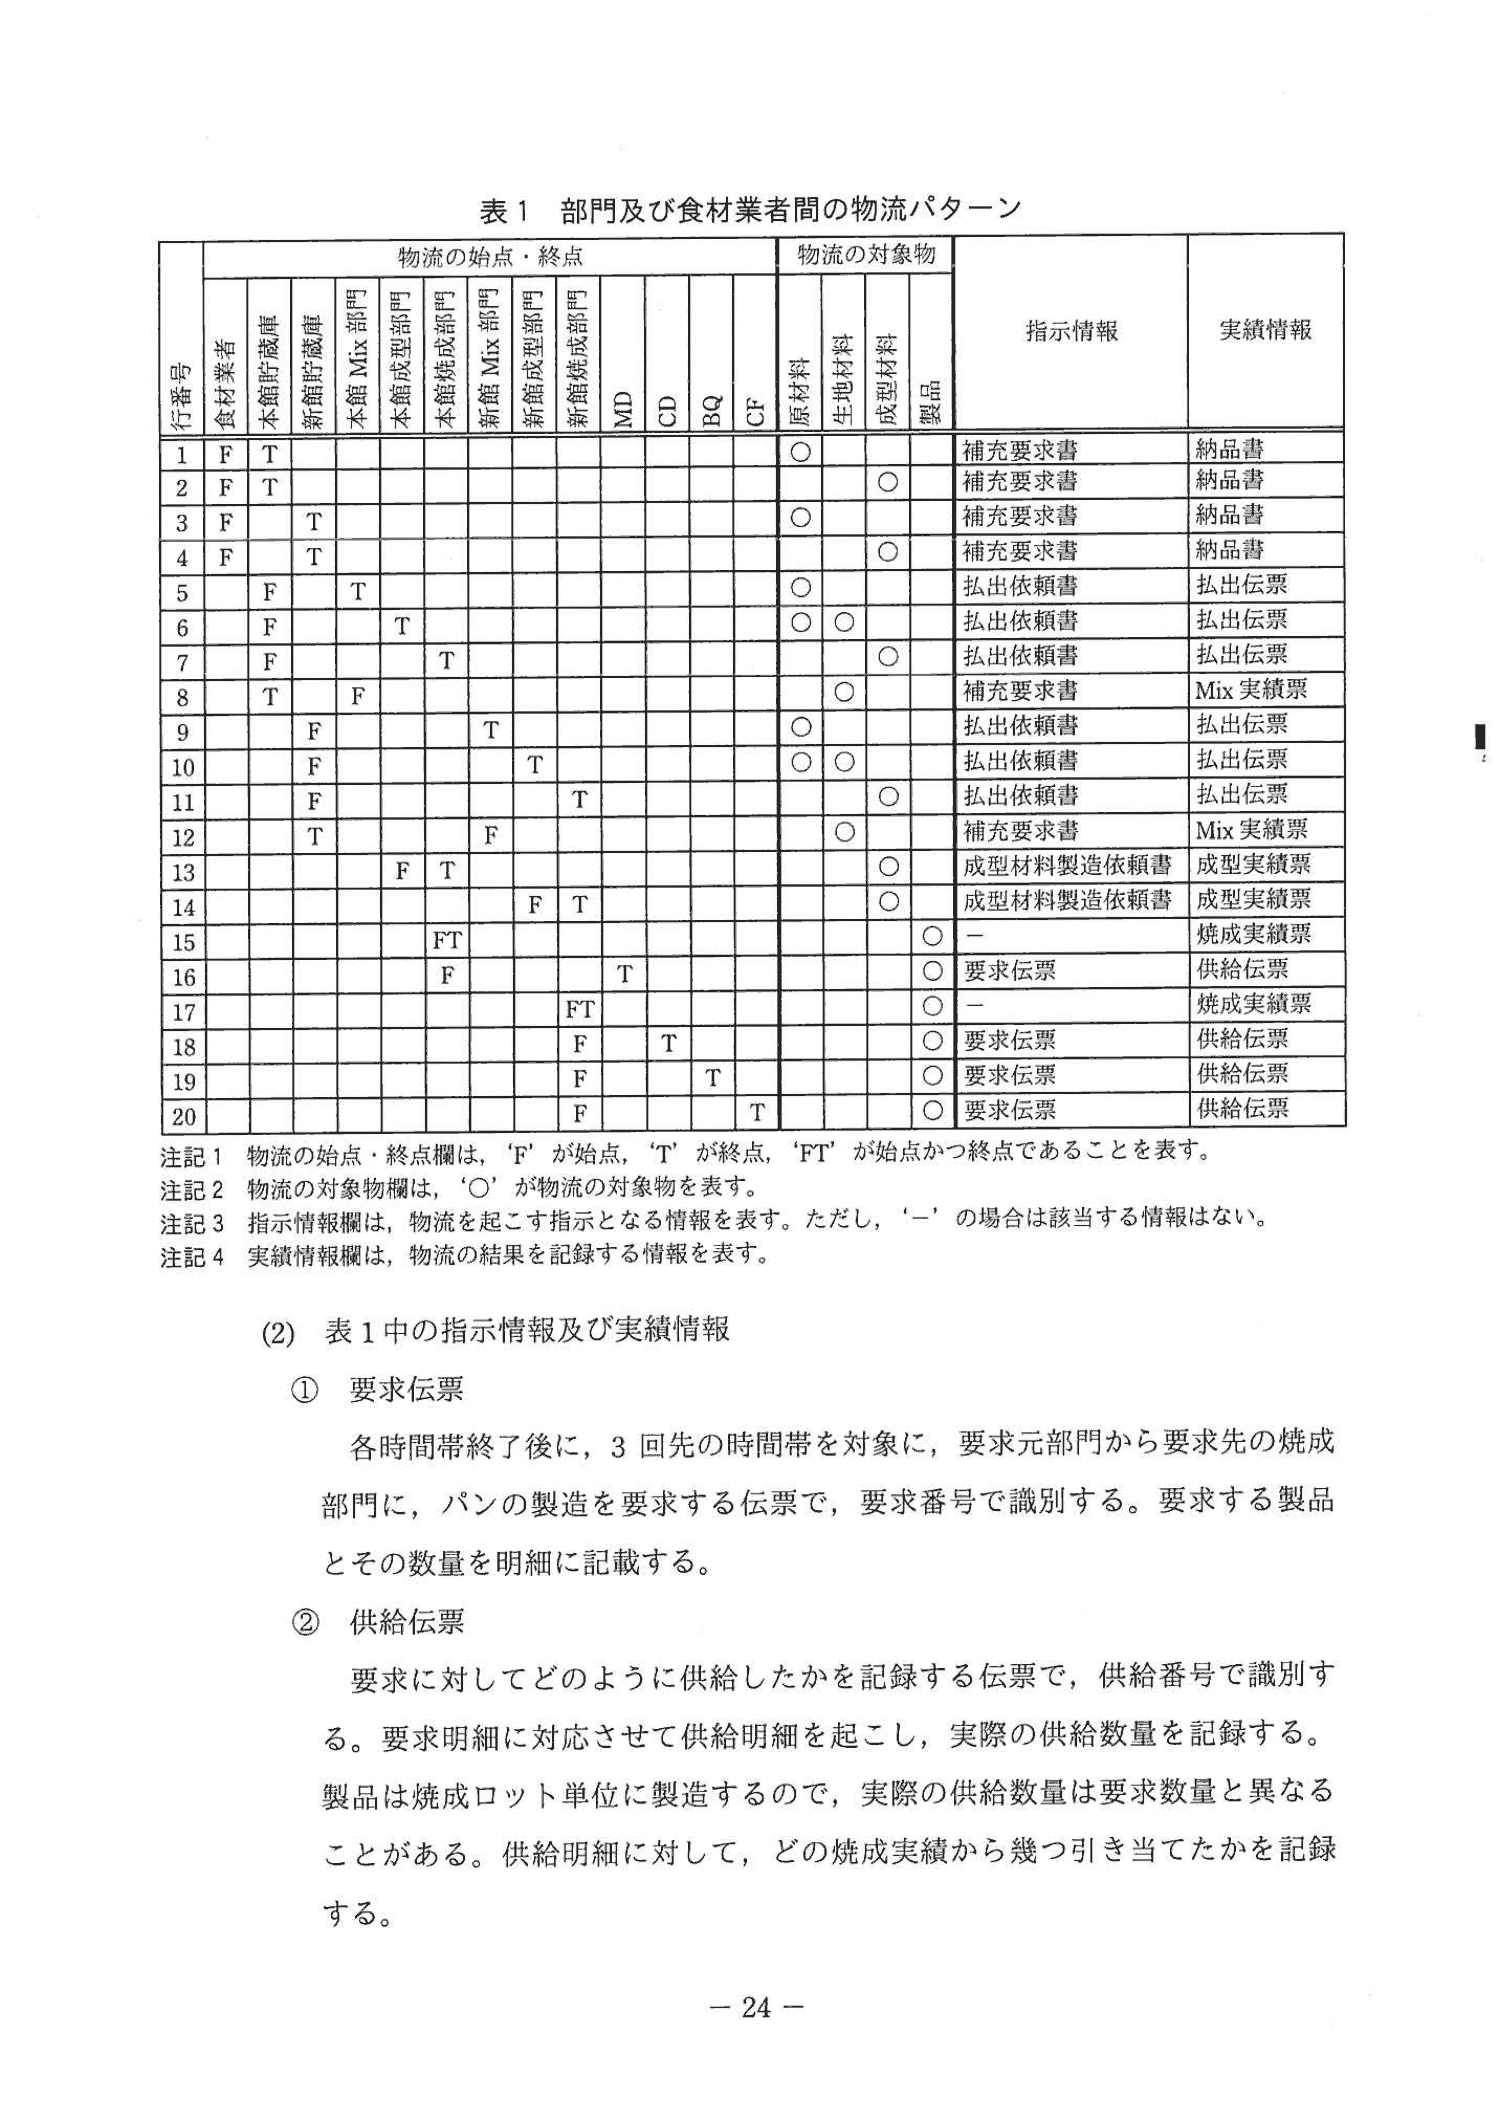 表1　部門及び食材業者間の物流パターン
行番号 物流の始点・終点 物流の対象物 指示情報 実績情報
食材業者 本館貯蔵庫 新館貯蔵庫 本館 Mix 部門 本館成型部門 本館焼成部門 新館 Mix 部門 新館成型部門 新館焼成部門 MD CD BQ CF 原材料 生地材料 成型材料 製品
1 F T ○ 補充要求書 納品書
2 F T ○ 補充要求書 納品書
3 F T ○ 補充要求書 納品書
4 F T ○ 補充要求書 納品書
5 F T ○ 払出依頼書 払出伝票
6 F T ○ ○ 払出依頼書 払出伝票
7 F T ○ 払出依頼書 払出伝票
8 T F ○ 補充要求書 Mix 実績票
9 F T ○ 払出依頼書 払出伝票
10 F T ○ ○ 払出依頼書 払出伝票
11 F T ○ 払出依頼書 払出伝票
12 T F ○ 補充要求書 Mix 実績票
13 F T ○ 成型材料製造依頼書 成型実績票
14 F T ○ 成型材料製造依頼書 成型実績票
15 FT ○ － 焼成実績票
16 F T ○ 要求伝票 供給伝票
17 FT ○ － 焼成実績票
18 F T ○ 要求伝票 供給伝票
19 F T ○ 要求伝票 供給伝票
20 F T ○ 要求伝票 供給伝票
注記1　物流の始点・終点欄は，‘F’ が始点，‘T’ が終点，‘FT’ が始点かつ終点であることを表す。
注記2　物流の対象物欄は，‘○’ が物流の対象物を表す。
注記3　指示情報欄は，物流を起こす指示となる情報を表す。ただし，‘－’ の場合は該当する情報はない。
注記4　実績情報欄は，物流の結果を記録する情報を表す。
(2)　表1中の指示情報及び実績情報
①　要求伝票
各時間帯終了後に，3 回先の時間帯を対象に，要求元部門から要求先の焼成
部門に，パンの製造を要求する伝票で，要求番号で識別する。要求する製品
とその数量を明細に記載する。
②　供給伝票
要求に対してどのように供給したかを記録する伝票で，供給番号で識別す
る。要求明細に対応させて供給明細を起こし，実際の供給数量を記録する。
製品は焼成ロット単位に製造するので，実際の供給数量は要求数量と異なる
ことがある。供給明細に対して，どの焼成実績から幾つ引き当てたかを記録
する。
－ 24 －